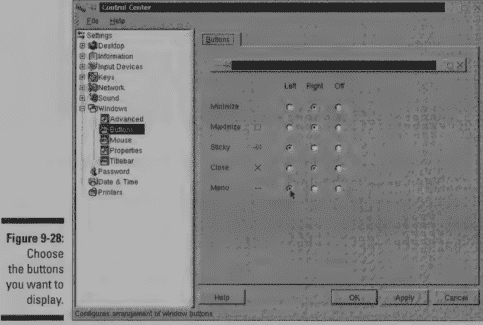 Control Center
File Help
Settings
Desktop
Information
Input Devices
Keys
Network
Sound
Windows
Advanced
Buttons
Mouse
Properties
Titlebar
Password
Date & Time
Printers
Buttons
Left Right Off
Minimize
Maximize
Sticky
Close
Menu
Help OK Apply Cancel
Configures arrangement of window buttons
Figure 9-28:
Choose
the buttons
you want to
display.